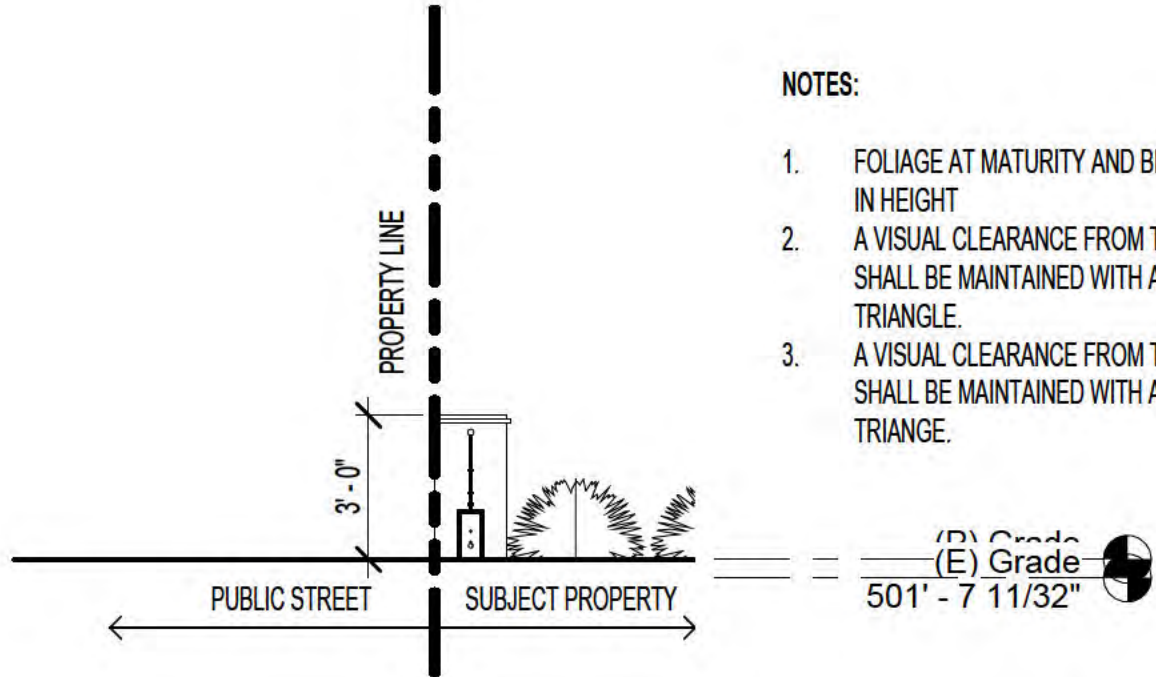 NOTES:
1. FOLIAGE AT MATURITY AND B
IN HEIGHT
2. A VISUAL CLEARANCE FROM T
SHALL BE MAINTAINED WITH A
TRIANGLE.
3. A VISUAL CLEARANCE FROM T
SHALL BE MAINTAINED WITH A
TRIANGE.
PROPERTY LINE
3' - 0"
PUBLIC STREET
SUBJECT PROPERTY
(P) Grade
(E) Grade
501' - 7 11/32"